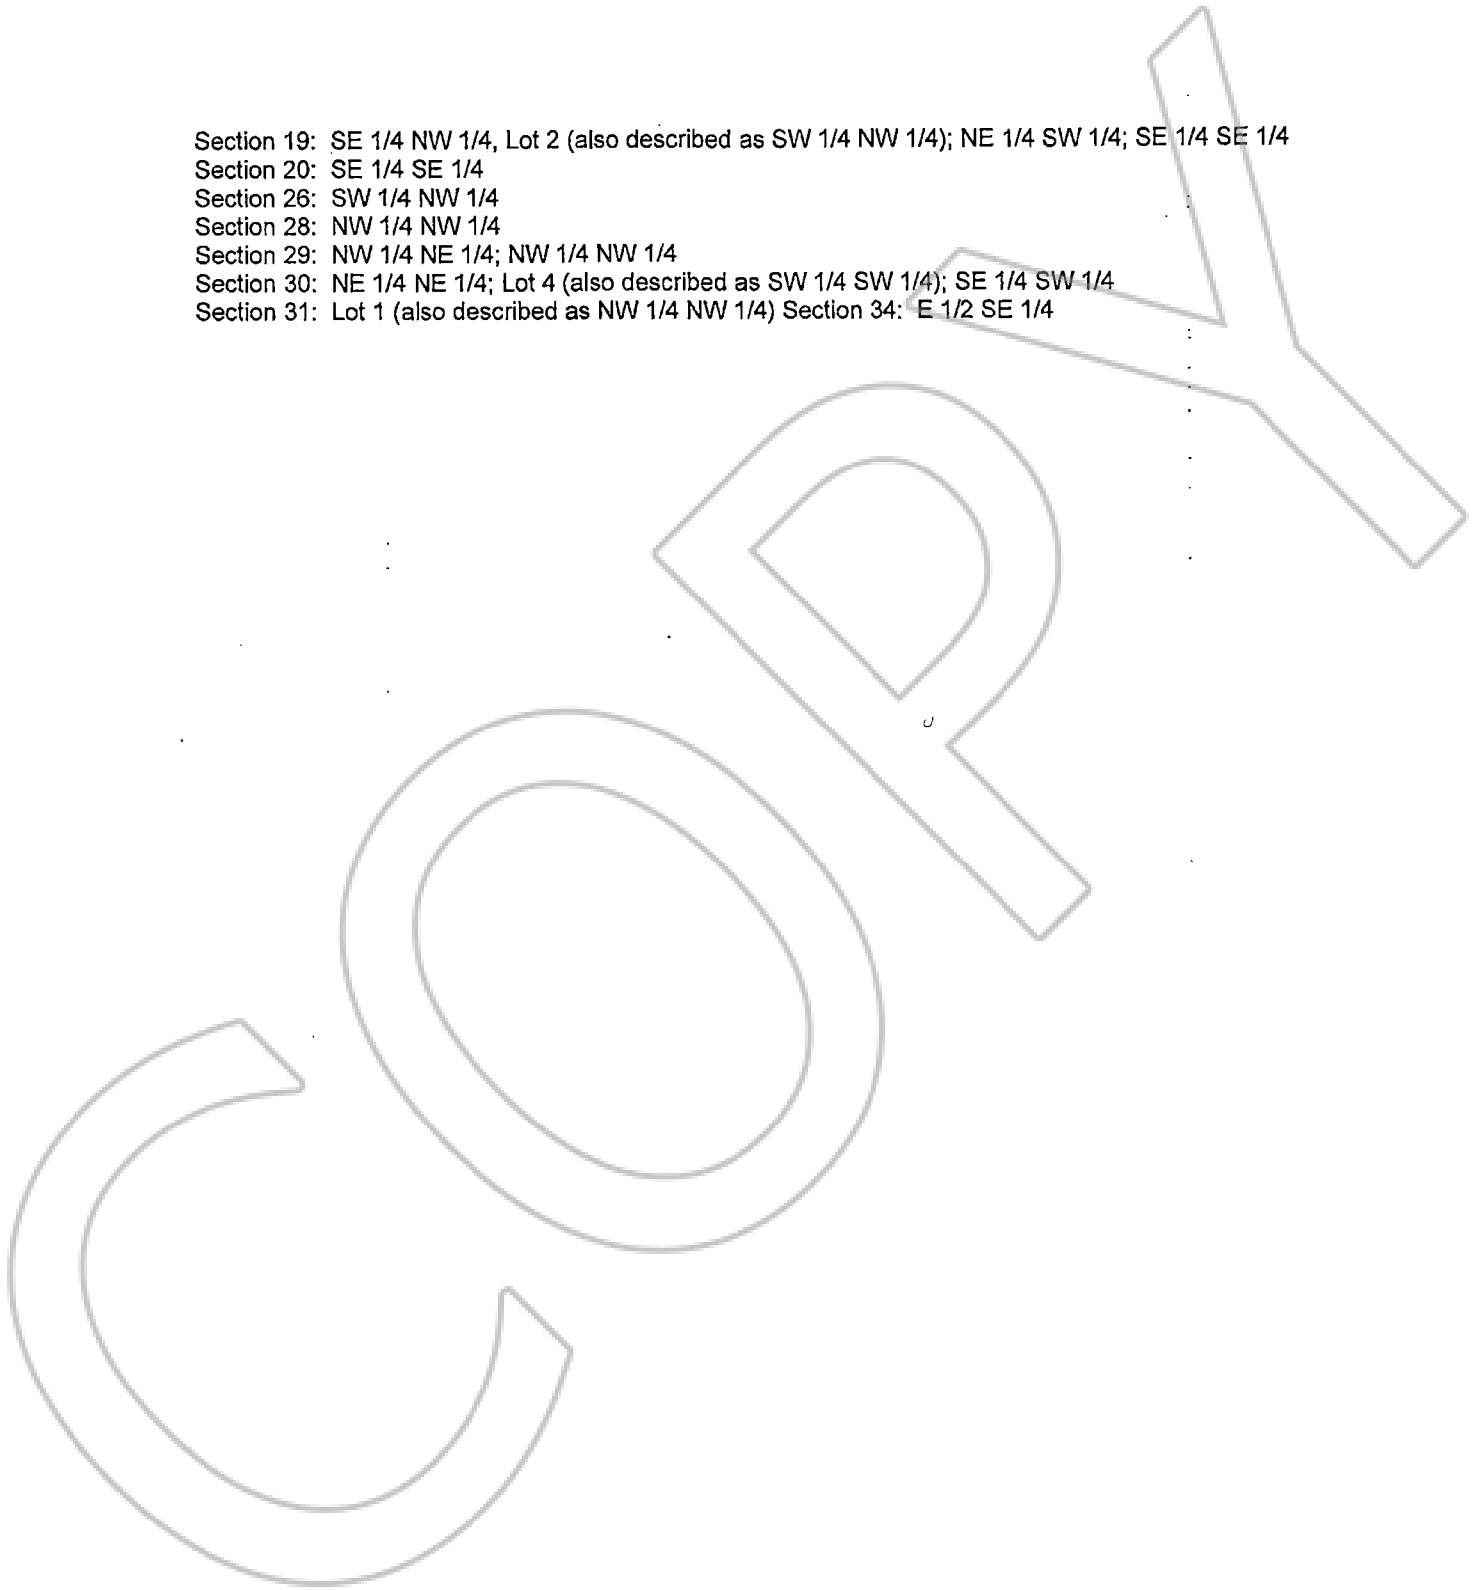 Section 19: SE 1/4 NW 1/4, Lot 2 (also described as SW 1/4 NW 1/4); NE 1/4 SW 1/4; SE 1/4 SE 1/4
Section 20: SE 1/4 SE 1/4
Section 26: SW 1/4 NW 1/4
Section 28: NW 1/4 NW 1/4
Section 29: NW 1/4 NE 1/4; NW 1/4 NW 1/4
Section 30: NE 1/4 NE 1/4; Lot 4 (also described as SW 1/4 SW 1/4); SE 1/4 SW 1/4
Section 31: Lot 1 (also described as NW 1/4 NW 1/4) Section 34: E 1/2 SE 1/4
COPY